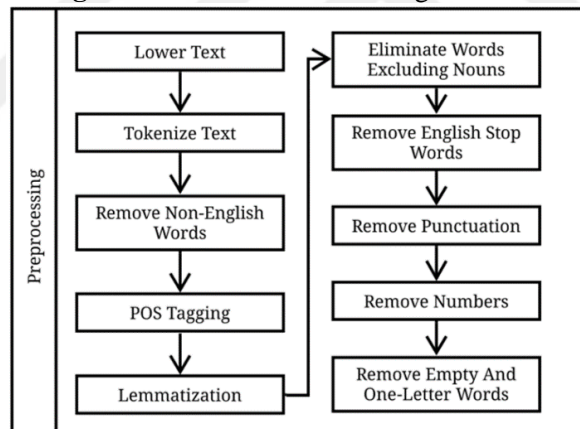 Preprocessing
Lower Text
Tokenize Text
Remove Non-English
Words
POS Tagging
Lemmatization
Eliminate Words
Excluding Nouns
Remove English Stop
Words
Remove Punctuation
Remove Numbers
Remove Empty And
One-Letter Words